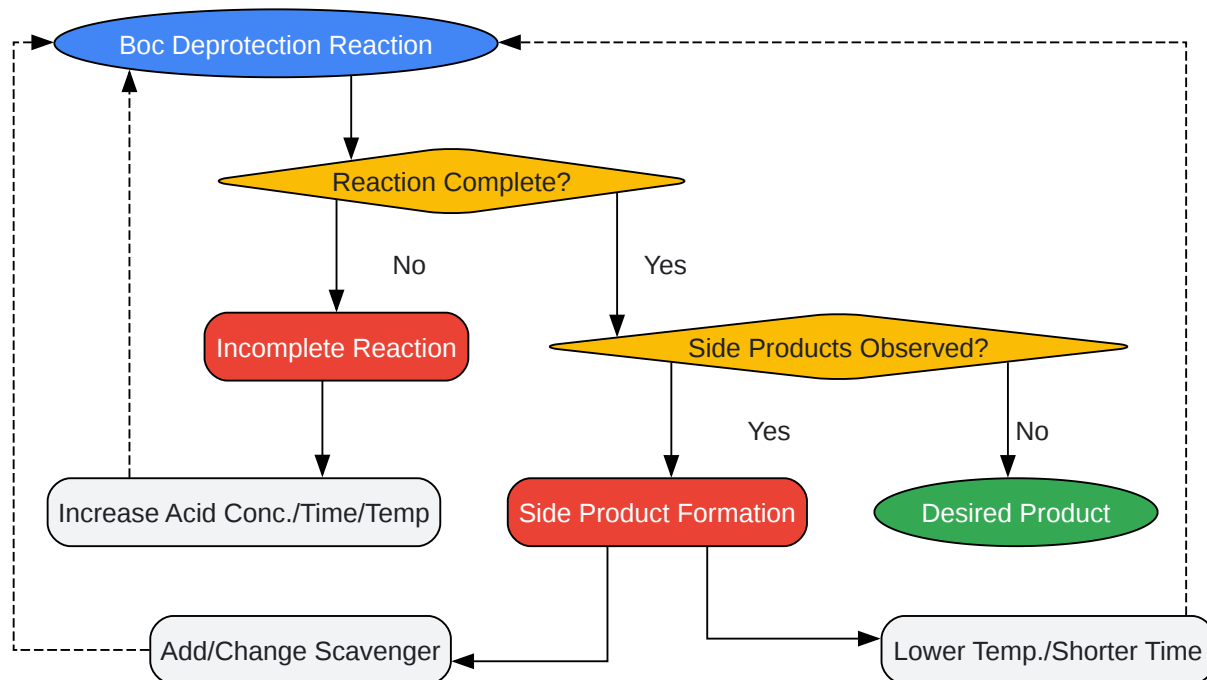 Boc Deprotection Reaction
Reaction Complete?
No
Yes
Incomplete Reaction
Side Products Observed?
Yes
No
Increase Acid Conc./Time/Temp
Side Product Formation
Desired Product
Add/Change Scavenger
Lower Temp./Shorter Time